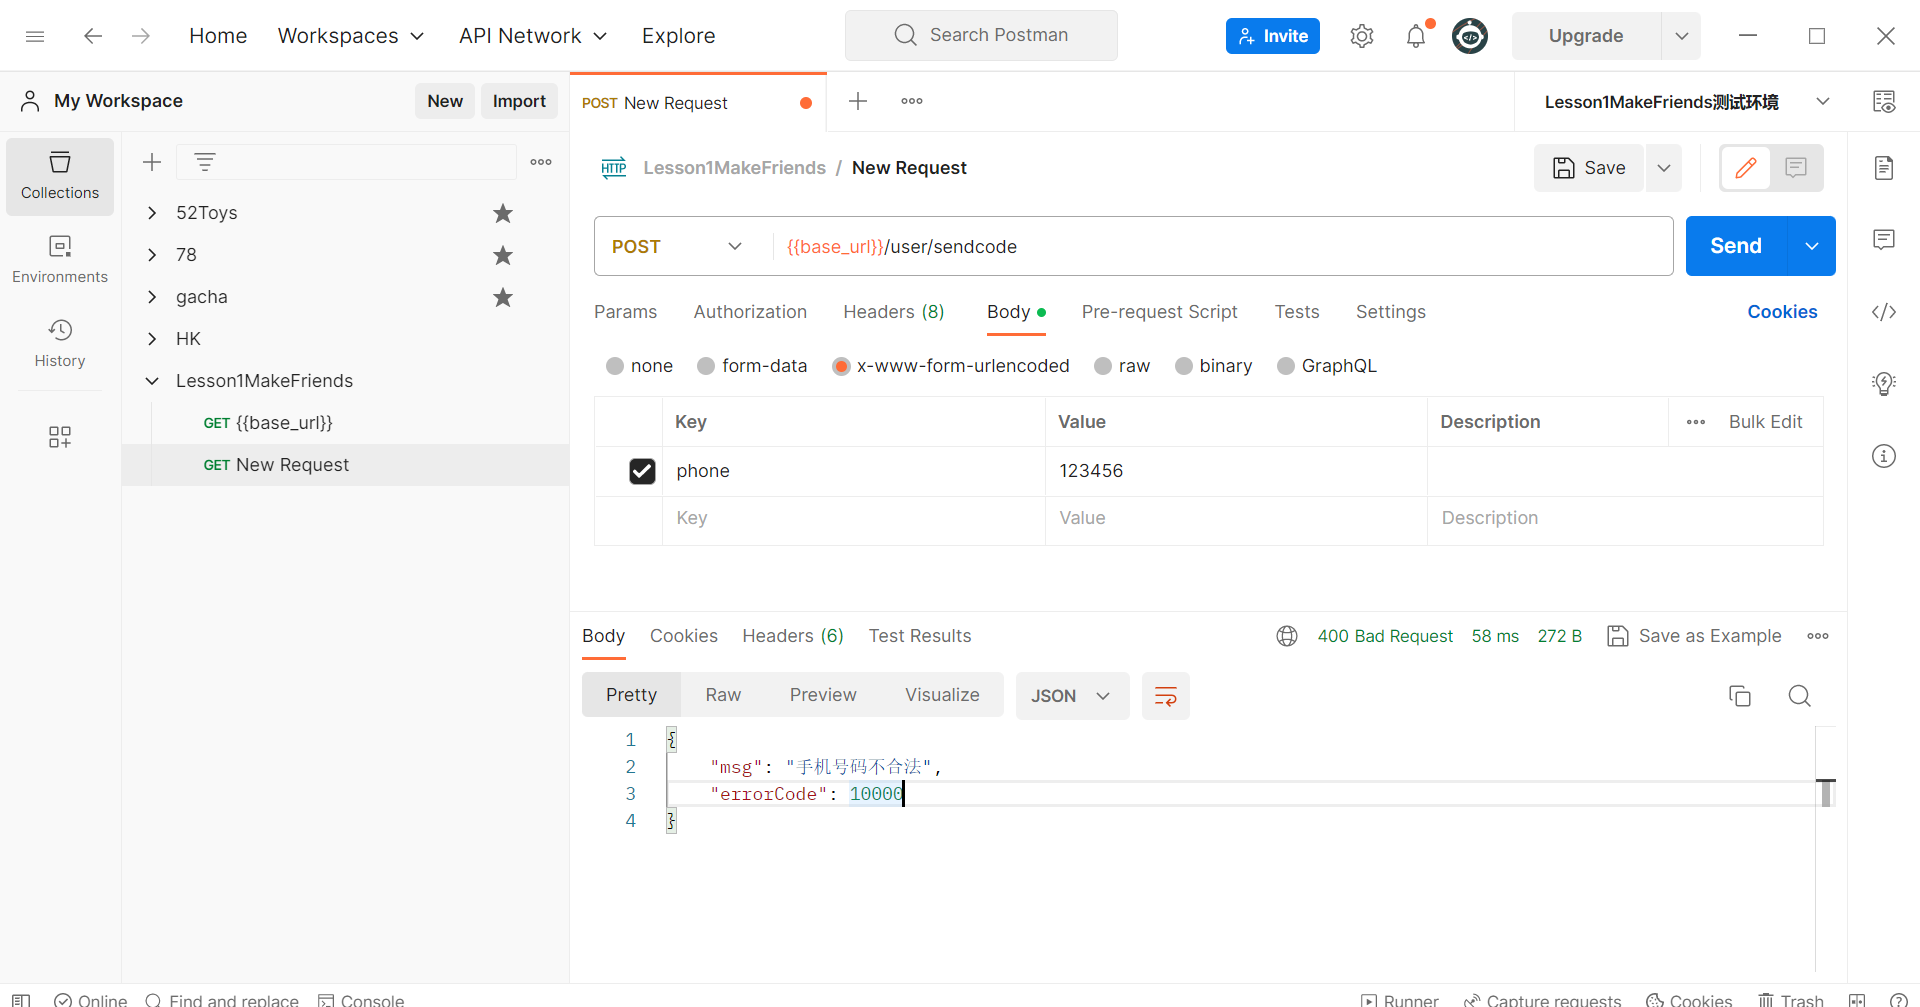 Home Workspaces API Network Explore Search Postman Invite Upgrade
My Workspace New Import
POST New Request
Lesson1MakeFriends测试环境
Collections
Environments
History
52Toys
78
gacha
HK
Lesson1MakeFriends
GET {{base_url}}
GET New Request
HTTP Lesson1MakeFriends / New Request Save
POST {{base_url}}/user/sendcode Send
Params Authorization Headers (8) Body Pre-request Script Tests Settings Cookies
none form-data x-www-form-urlencoded raw binary GraphQL
Key Value Description Bulk Edit
phone 123456
Key Value Description
Body Cookies Headers (6) Test Results 400 Bad Request 58 ms 272 B Save as Example
Pretty Raw Preview Visualize JSON
1 {
2 "msg": "手机号码不合法",
3 "errorCode": 10000
4 }
Online Find and replace Console Runner Capture requests Cookies Trash